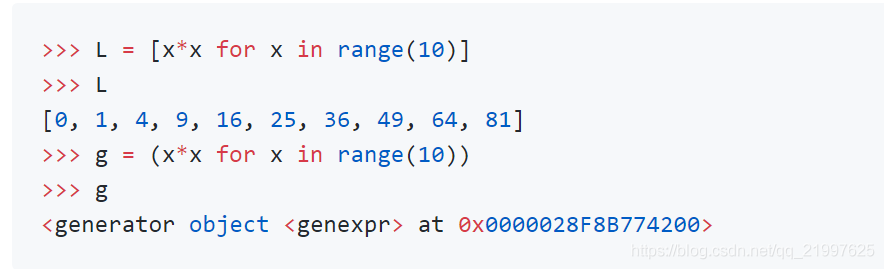 >>> L = [x*x for x in range(10)]
>>> L
[0, 1, 4, 9, 16, 25, 36, 49, 64, 81]
>>> g = (x*x for x in range(10))
>>> g
<generator object <genexpr> at 0x0000028F8B774200>
https://blog.csdn.net/qq_21997625